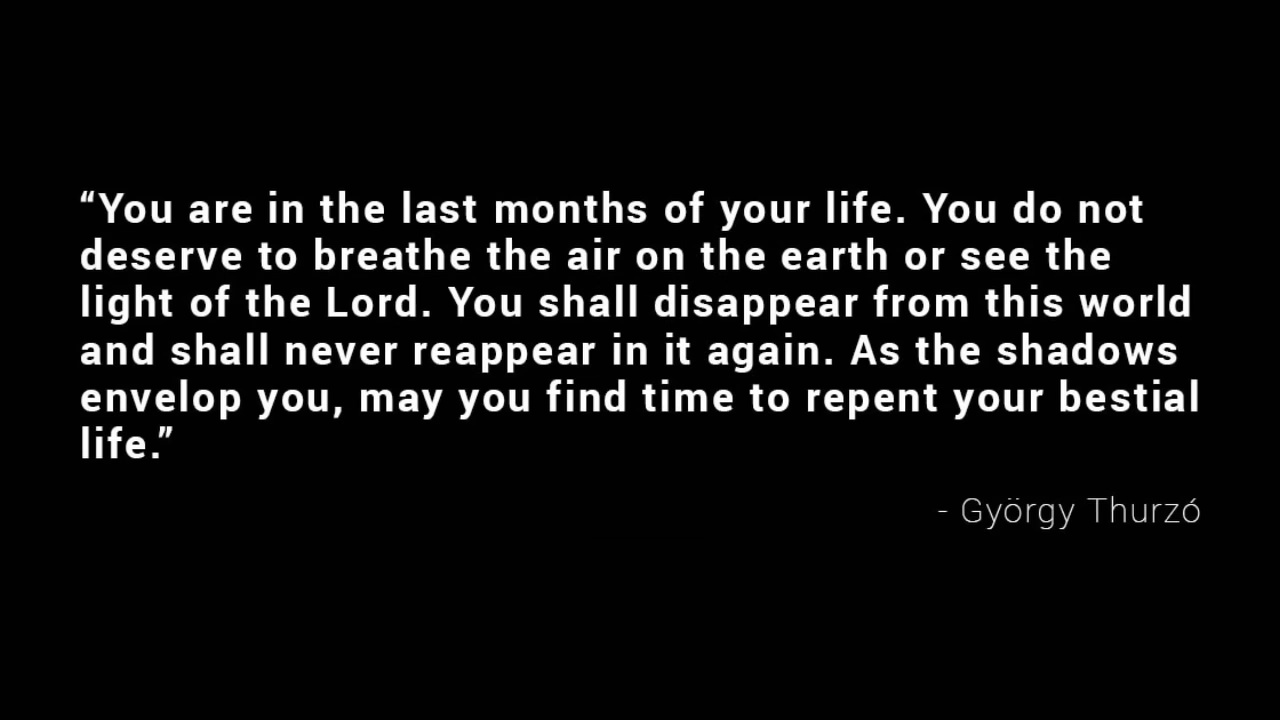 “You are in the last months of your life. You do not
deserve to breathe the air on the earth or see the
light of the Lord. You shall disappear from this world
and shall never reappear in it again. As the shadows
envelop you, may you find time to repent your bestial
life.”
- György Thurzó